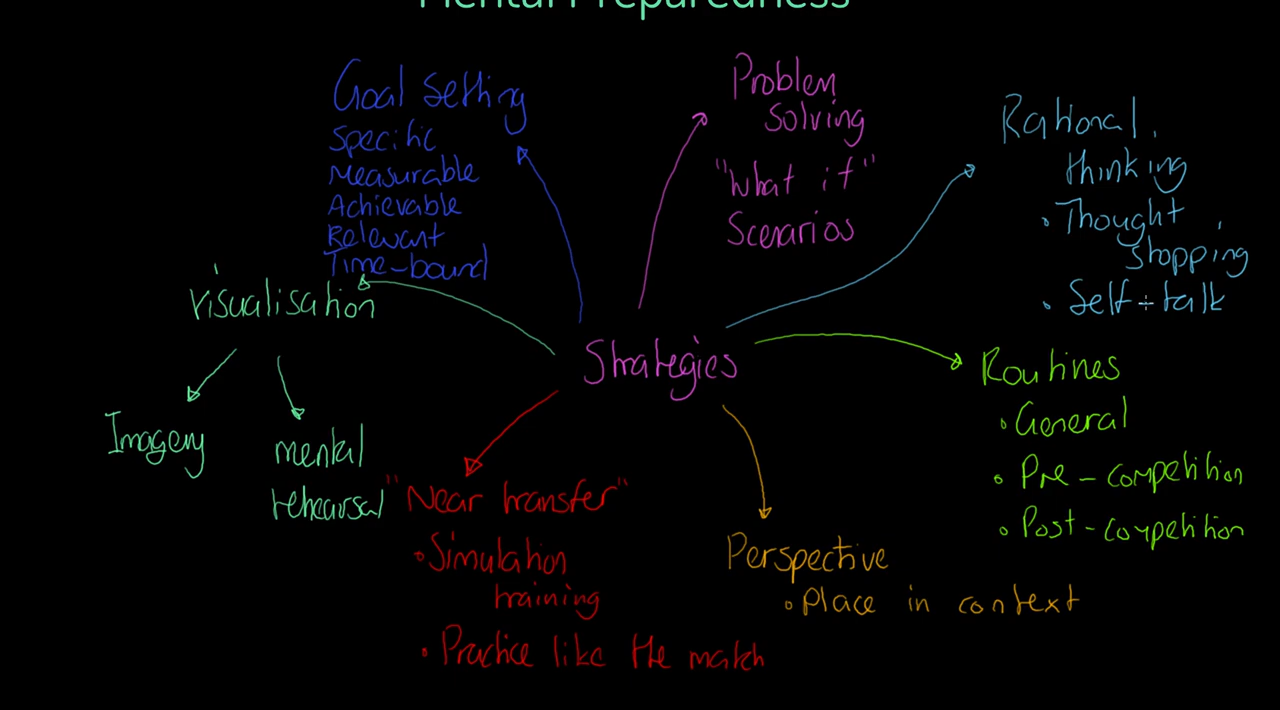 Mental Preparedness
Goal Setting
Specific
Measurable
Achievable
Relevant
Time-bound
Problem
Solving
"What if"
Scenarios
Rational
thinking
• Thought
stopping
• Self-talk
Visualisation
Imagery
mental
rehearsal
Strategies
Routines
• General
• Pre-competition
• Post-competition
"Near transfer"
• Simulation
training
• Practice like the match
Perspective
• Place in context